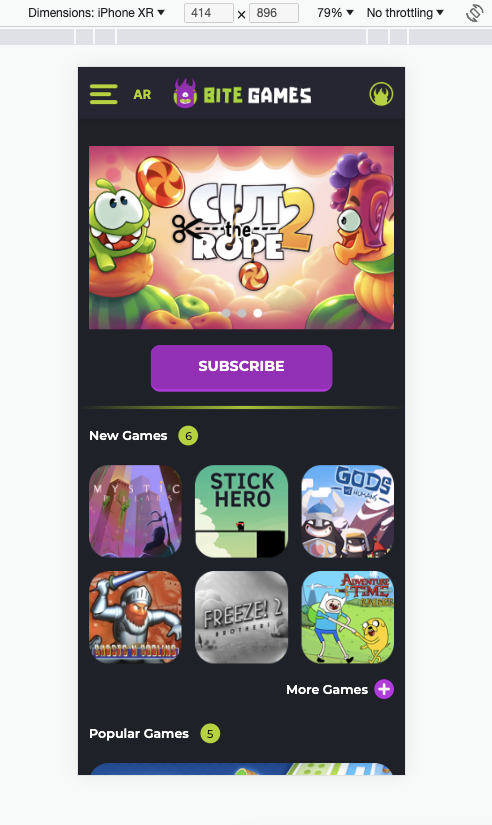 Dimensions: iPhone XR ▼ 414 × 896 79% ▼ No throttling ▼
AR BITE GAMES
CUT
the
ROPE 2
SUBSCRIBE
New Games 6
MYSTIC
PILLARS
STICK
HERO
GODS
VS HUMANS
GHOSTS N GOBLINS
FREEZE! 2
BROTHERS
ADVENTURE
TIME
More Games
Popular Games 5